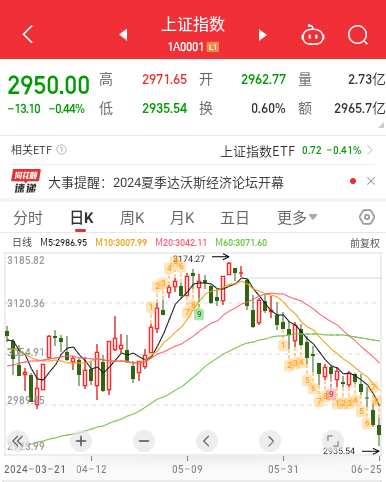 上证指数
1A0001 L1
2950.00
-13.10 -0.44%
高 2971.65 开 2962.77 量 2.73亿
低 2935.54 换 0.60% 额 2965.7亿
相关ETF ? 上证指数ETF 0.72 -0.41%
同花顺
速递
大事提醒：2024夏季达沃斯经济论坛开幕
分时 日K 周K 月K 五日 更多
日线 M5:2986.95 M10:3007.99 M20:3042.11 M60:3071.60 前复权
3185.82
3174.27
3120.36
2935.54
2024-03-21 04-12 05-09 05-31 06-25